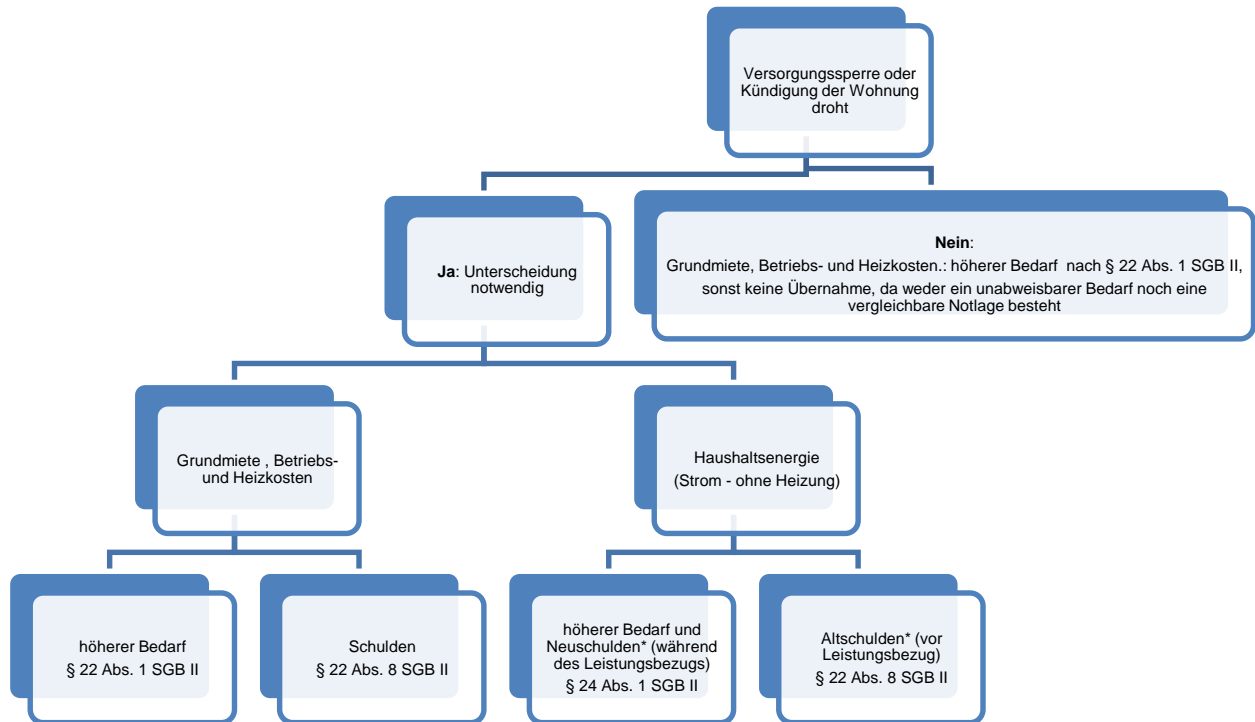 Versorgungssperre oder
Kündigung der Wohnung
droht
Ja: Unterscheidung
notwendig
Nein:
Grundmiete, Betriebs- und Heizkosten.: höherer Bedarf nach § 22 Abs. 1 SGB II,
sonst keine Übernahme, da weder ein unabweisbarer Bedarf noch eine
vergleichbare Notlage besteht
Grundmiete , Betriebs-
und Heizkosten
Haushaltsenergie
(Strom - ohne Heizung)
höherer Bedarf
§ 22 Abs. 1 SGB II
Schulden
§ 22 Abs. 8 SGB II
höherer Bedarf und
Neuschulden* (während
des Leistungsbezugs)
§ 24 Abs. 1 SGB II
Altschulden* (vor
Leistungsbezug)
§ 22 Abs. 8 SGB II